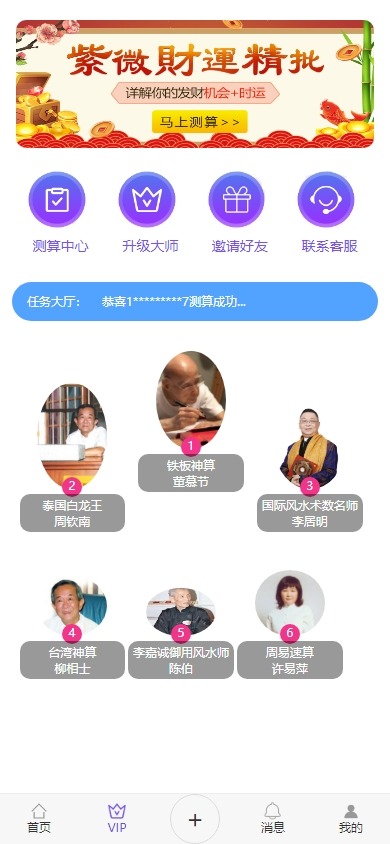 紫微財運精批
详解你的发财机会+时运
马上测算>>
测算中心
升级大师
邀请好友
联系客服
任务大厅： 恭喜1*********7测算成功...
1
铁板神算
董慕节
2
泰国白龙王
周钦南
3
国际风水术数名师
李居明
4
台湾神算
柳相士
5
李嘉诚御用风水师
陈伯
6
周易速算
许易萍
首页
VIP
+
消息
我的